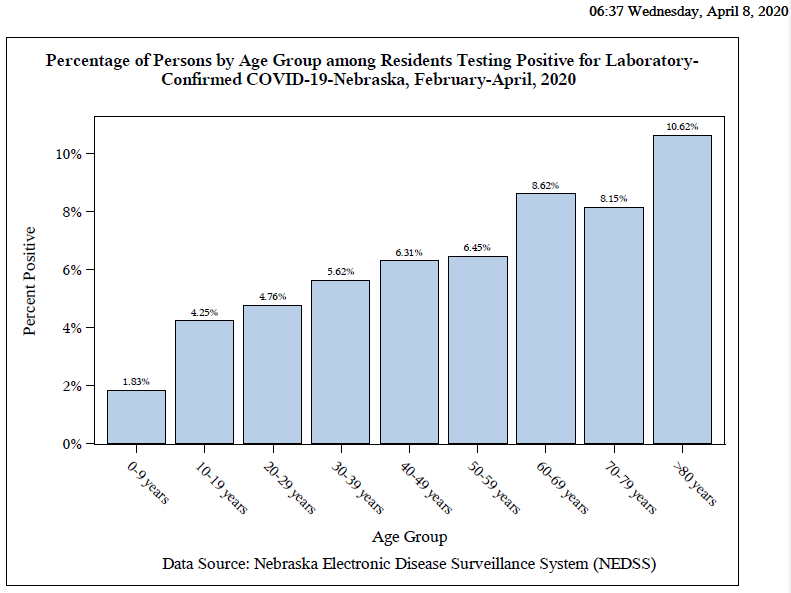 06:37 Wednesday, April 8, 2020
Percentage of Persons by Age Group among Residents Testing Positive for Laboratory-
Confirmed COVID-19-Nebraska, February-April, 2020
10.62%
10%
8.62%
8.15%
8%
6.31%
6.45%
6%
5.62%
4.76%
4.25%
4%
1.83%
2%
0%
Percent Positive
0-9 years
10-19 years
20-29 years
30-39 years
40-49 years
50-59 years
60-69 years
70-79 years
>80 years
Age Group
Data Source: Nebraska Electronic Disease Surveillance System (NEDSS)